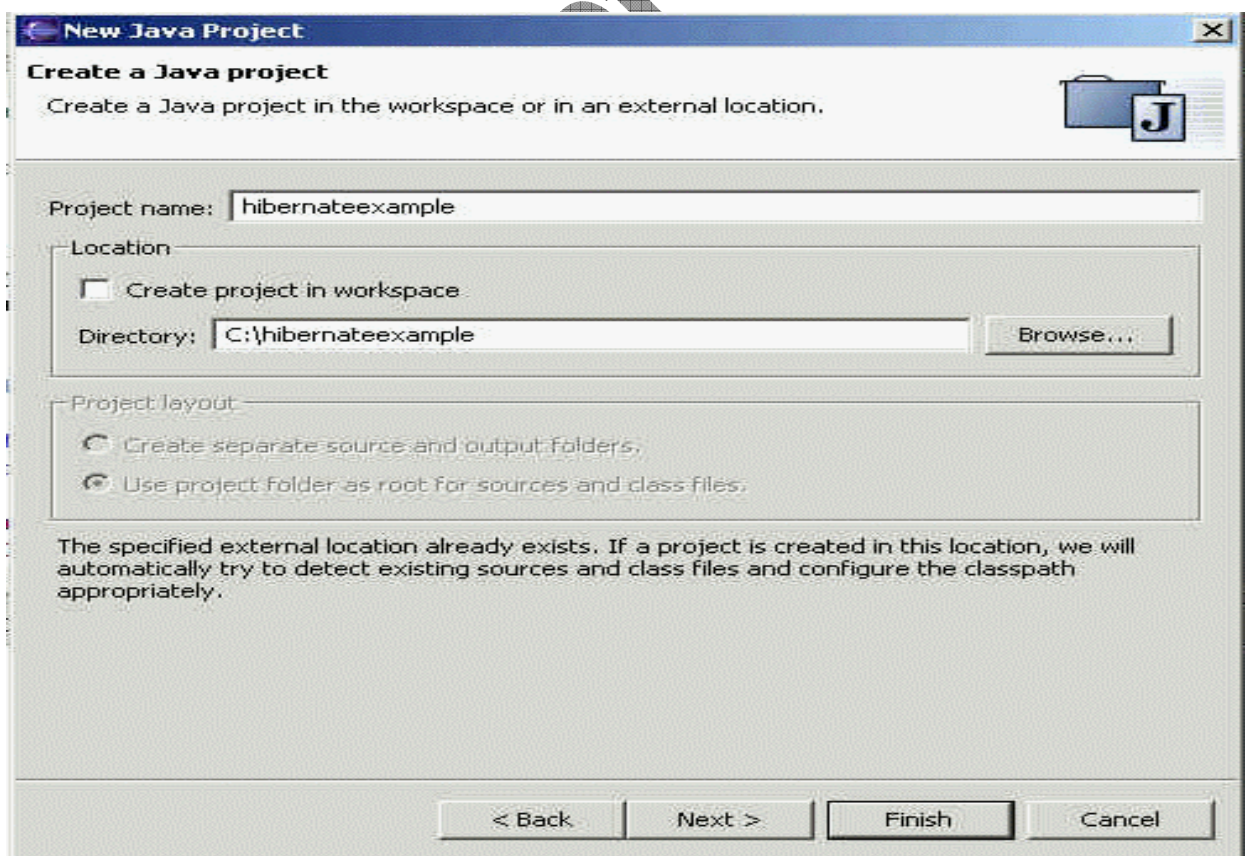 New Java Project
Create a Java project
Create a Java project in the workspace or in an external location.
J
Project name: hibernateexample
Location
Create project in workspace
Directory: C:\hibernateexample
Browse...
Project layout
Create separate source and output folders.
Use project folder as root for sources and class files.
The specified external location already exists. If a project is created in this location, we will
automatically try to detect existing sources and class files and configure the classpath
appropriately.
< Back
Next >
Finish
Cancel